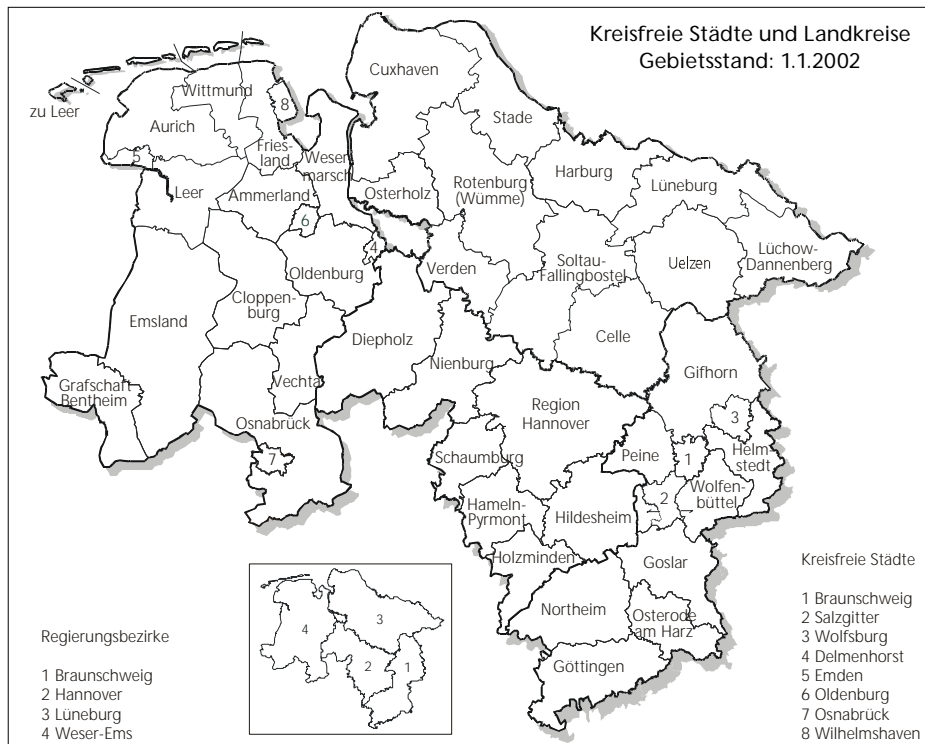 Kreisfreie Städte und Landkreise
Gebietsstand: 1.1.2002
Cuxhaven
Wittmund
zu Leer
8
Stade
Aurich
Fries-
land
Weser
marsch
5
Harburg
Leer
Ammerland
Osterholz
Rotenburg
(Wümme)
Lüneburg
6
4
Oldenburg
Verden
Soltau-
Fallingbostel
Uelzen
Lüchow-
Dannenberg
Cloppen-
burg
Emsland
Diepholz
Celle
Nienburg
Gifhorn
Grafschaft
Bentheim
Vechta
Region
Hannover
Osnabrück
3
7
Schaumburg
Peine
1
Helm-
stedt
Hameln-
Pyrmont
Hildesheim
2
Wolfen-
büttel
Holzminden
Goslar
Northeim
Osterode
am Harz
Göttingen
4
3
2
1
Regierungsbezirke
1 Braunschweig
2 Hannover
3 Lüneburg
4 Weser-Ems
Kreisfreie Städte
1 Braunschweig
2 Salzgitter
3 Wolfsburg
4 Delmenhorst
5 Emden
6 Oldenburg
7 Osnabrück
8 Wilhelmshaven